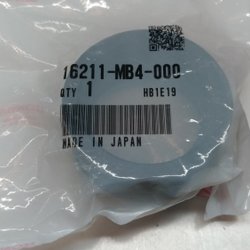 16211-MB4-000
QTY 1 HB1E19
MADE IN JAPAN